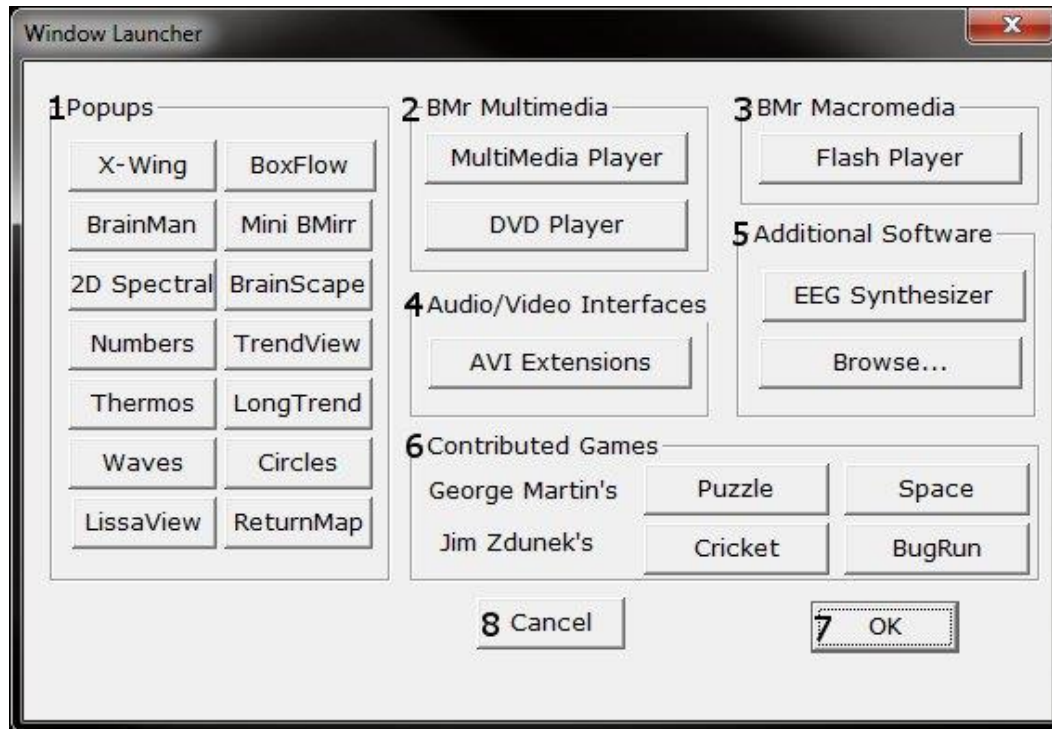 Window Launcher
1 Popups
X-Wing BoxFlow
BrainMan Mini BMirr
2D Spectral BrainScape
Numbers TrendView
Thermos LongTrend
Waves Circles
LissaView ReturnMap
2 BMr Multimedia
MultiMedia Player
DVD Player
3 BMr Macromedia
Flash Player
4 Audio/Video Interfaces
AVI Extensions
5 Additional Software
EEG Synthesizer
Browse...
6 Contributed Games
George Martin's Puzzle Space
Jim Zdunek's Cricket BugRun
8 Cancel
7 OK